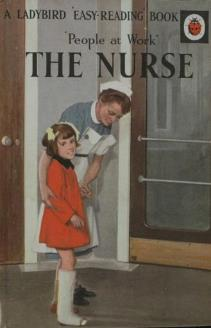 A LADYBIRD 'EASY-READING' BOOK
'People at Work'
THE NURSE